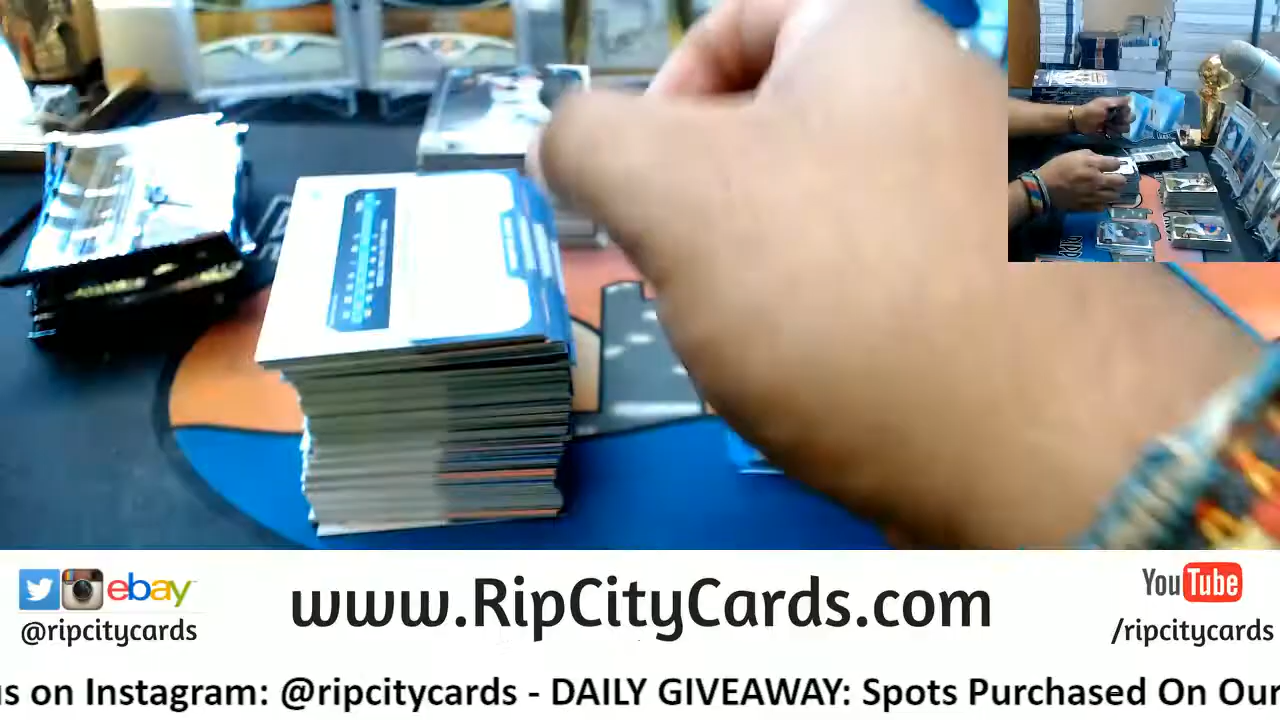 ebay
@ripcitycards
www.RipCityCards.com
YouTube
/ripcitycards
us on Instagram: @ripcitycards - DAILY GIVEAWAY: Spots Purchased On Our